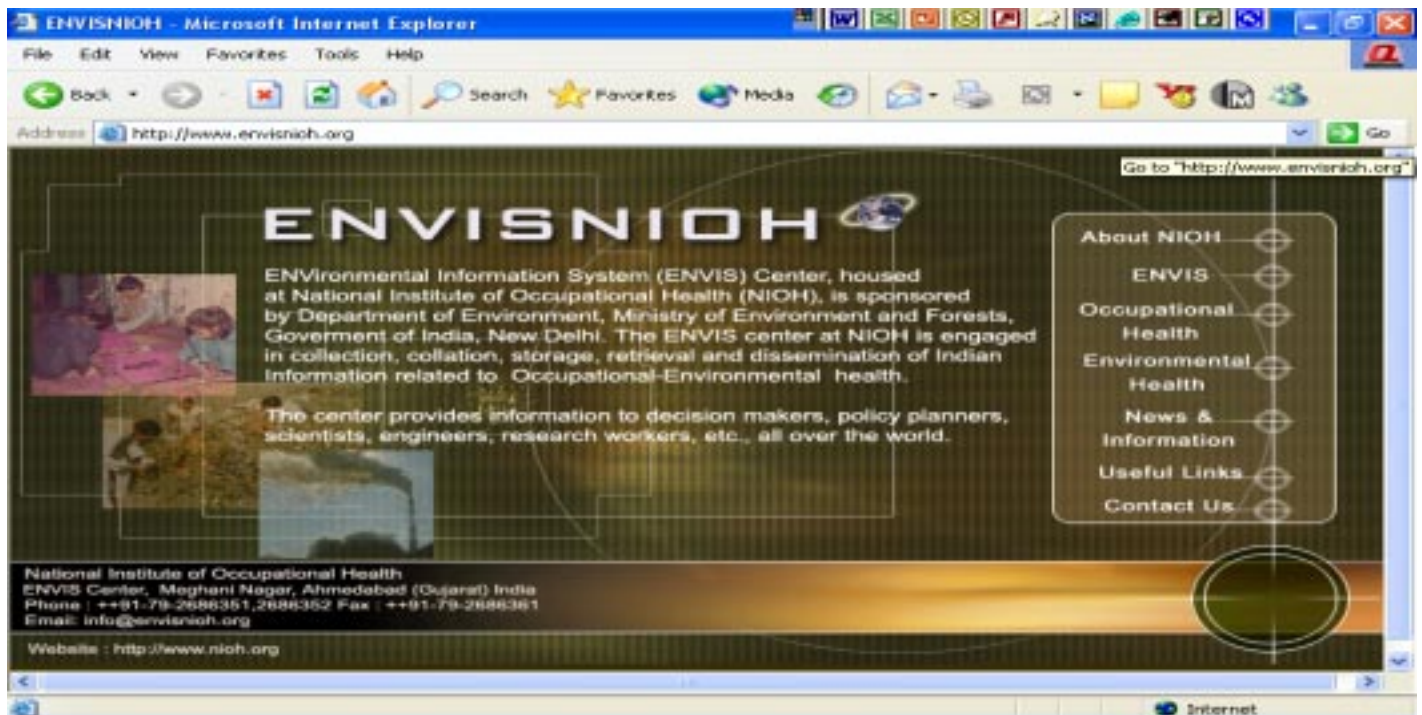 ENVISNIOH - Microsoft Internet Explorer
File Edit View Favorites Tools Help
Back Search Favorites Media
Address http://www.envisnioh.org Go
Go to "http://www.envisnioh.org"
ENVISNIOH
ENVironmental Information System (ENVIS) Center, housed
at National Institute of Occupational Health (NIOH), is sponsored
by Department of Environment, Ministry of Environment and Forests,
Goverment of India, New Delhi. The ENVIS center at NIOH is engaged
in collection, collation, storage, retrieval and dissemination of Indian
Information related to Occupational-Environmental health.
The center provides information to decision makers, policy planners,
scientists, engineers, research workers, etc., all over the world.
About NIOH
ENVIS
Occupational
Health
Environmental
Health
News &
Information
Useful Links
Contact Us
National Institute of Occupational Health
ENVIS Center, Meghani Nagar, Ahmedabad (Gujarat) India
Phone : ++91-79-2686351,2686352 Fax : ++91-79-2686361
Email: info@envisnioh.org
Website : http://www.nioh.org
Internet